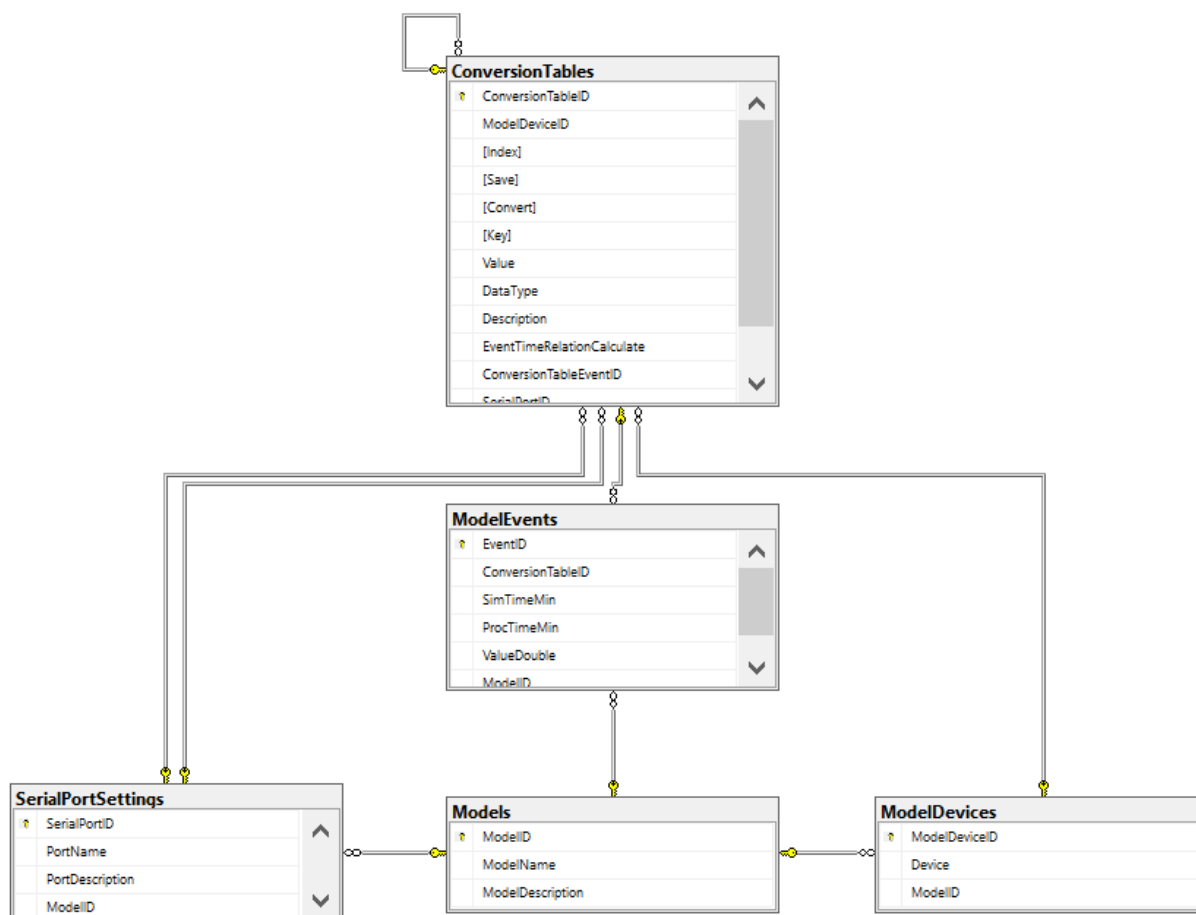 ConversionTables
ConversionTableID
ModelDeviceID
[Index]
[Save]
[Convert]
[Key]
Value
DataType
Description
EventTimeRelationCalculate
ConversionTableEventID
SerialPortID
ModelEvents
EventID
ConversionTableID
SimTimeMin
ProcTimeMin
ValueDouble
ModelID
SerialPortSettings
SerialPortID
PortName
PortDescription
ModelID
Models
ModelID
ModelName
ModelDescription
ModelDevices
ModelDeviceID
Device
ModelID